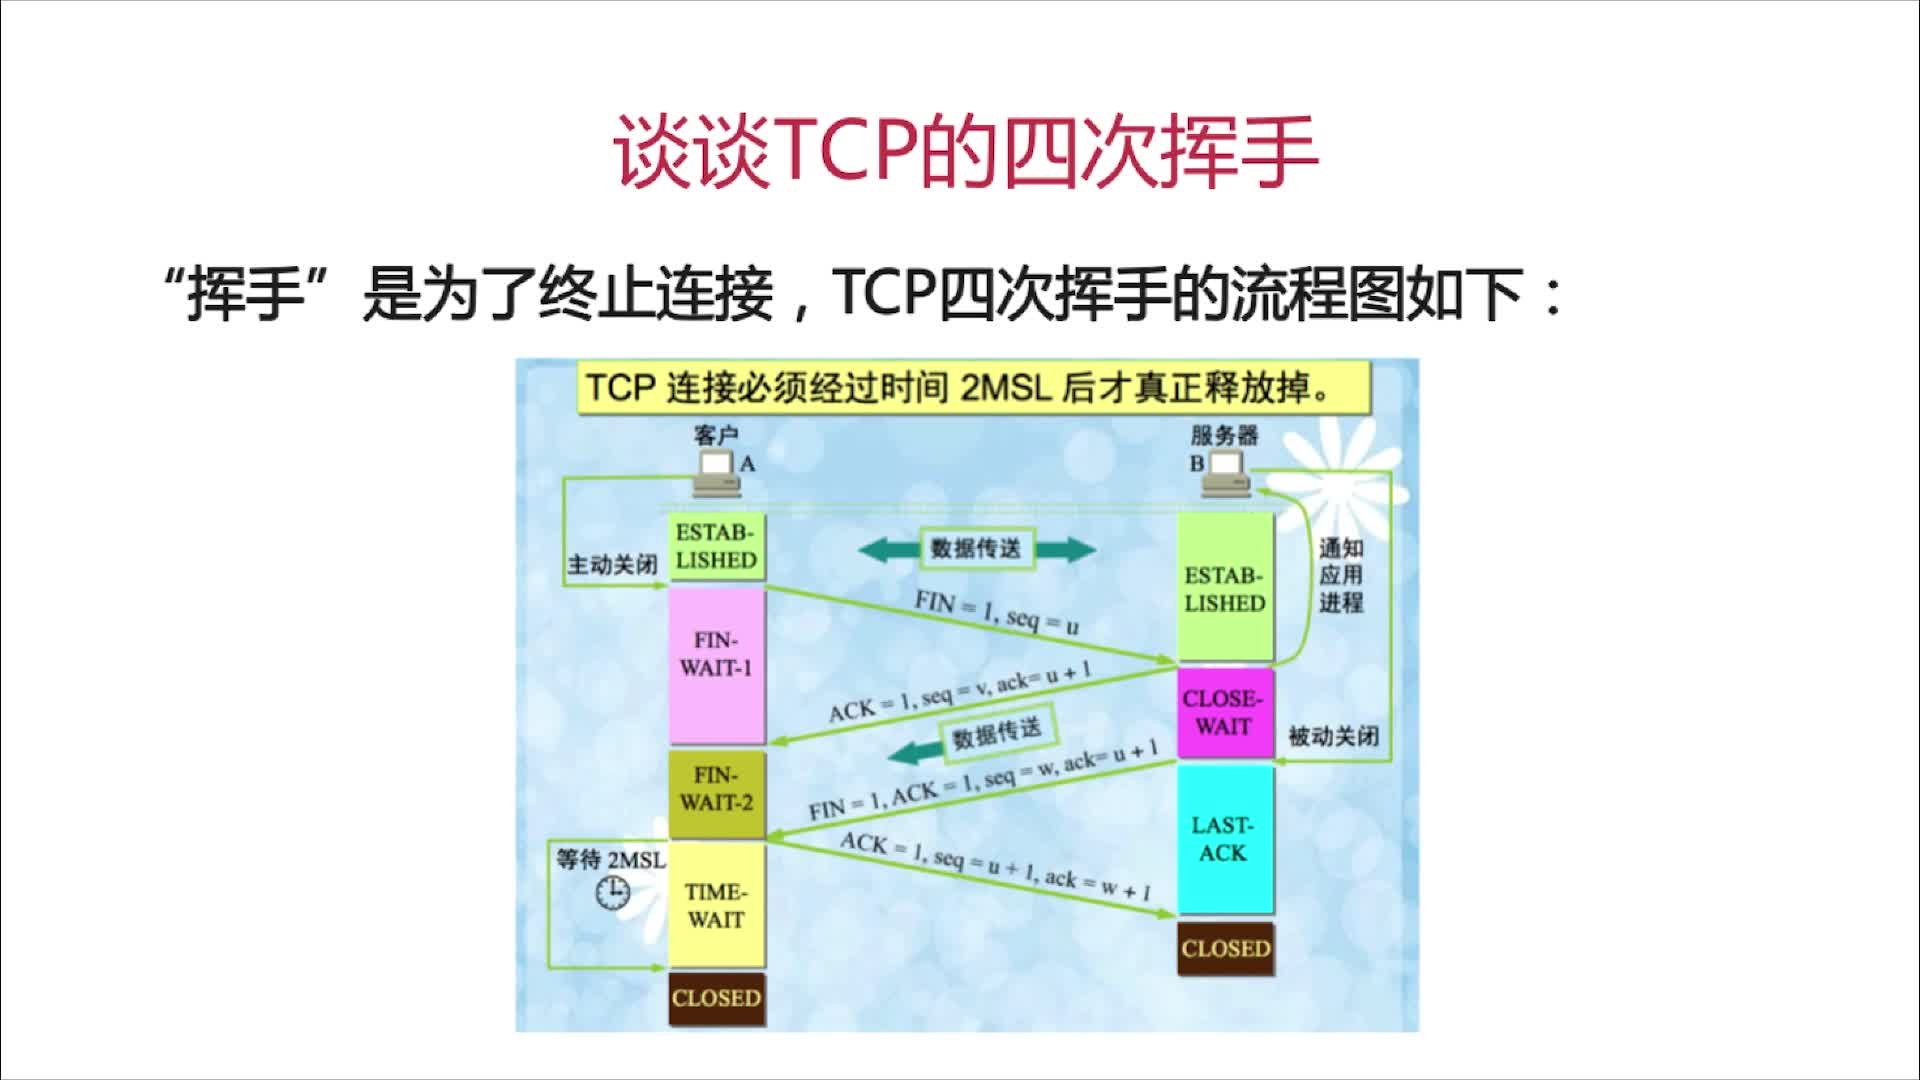 谈谈TCP的四次挥手
“挥手”是为了终止连接，TCP四次挥手的流程图如下：
TCP 连接必须经过时间 2MSL 后才真正释放掉。
客户
A
服务器
B
ESTAB-
LISHED
主动关闭
数据传送
ESTAB-
LISHED
通知
应用
进程
FIN = 1, seq = u
FIN-
WAIT-1
ACK = 1, seq = v, ack= u + 1
CLOSE-
WAIT
被动关闭
数据传送
FIN-
WAIT-2
FIN = 1, ACK = 1, seq = w, ack= u + 1
LAST-
ACK
ACK = 1, seq = u + 1, ack = w + 1
等待 2MSL
TIME-
WAIT
CLOSED
CLOSED